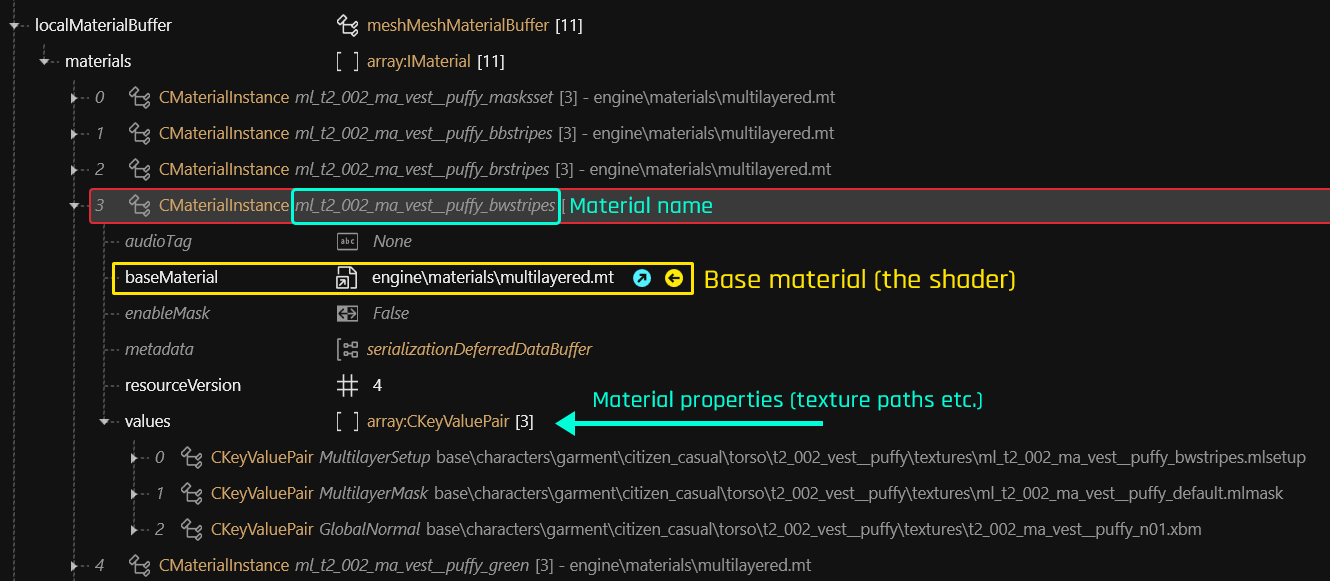 localMaterialBuffer meshMeshMaterialBuffer [11]
materials [ ] array:IMaterial [11]
0 CMaterialInstance ml_t2_002_ma_vest__puffy_masksset [3] - engine\materials\multilayered.mt
1 CMaterialInstance ml_t2_002_ma_vest__puffy_bbstripes [3] - engine\materials\multilayered.mt
2 CMaterialInstance ml_t2_002_ma_vest__puffy_brstripes [3] - engine\materials\multilayered.mt
3 CMaterialInstance ml_t2_002_ma_vest__puffy_bwstripes [ Material name
audioTag abc None
baseMaterial engine\materials\multilayered.mt Base material (the shader)
enableMask False
metadata serializationDeferredDataBuffer
resourceVersion # 4
Material properties (texture paths etc.)
values [ ] array:CKeyValuePair [3]
0 CKeyValuePair MultilayerSetup base\characters\garment\citizen_casual\torso\t2_002_vest__puffy\textures\ml_t2_002_ma_vest__puffy_bwstripes.mlsetup
1 CKeyValuePair MultilayerMask base\characters\garment\citizen_casual\torso\t2_002_vest__puffy\textures\ml_t2_002_ma_vest__puffy_default.mlmask
2 CKeyValuePair GlobalNormal base\characters\garment\citizen_casual\torso\t2_002_vest__puffy\textures\t2_002_ma_vest__puffy_n01.xbm
4 CMaterialInstance ml_t2_002_ma_vest__puffy_green [3] - engine\materials\multilayered.mt